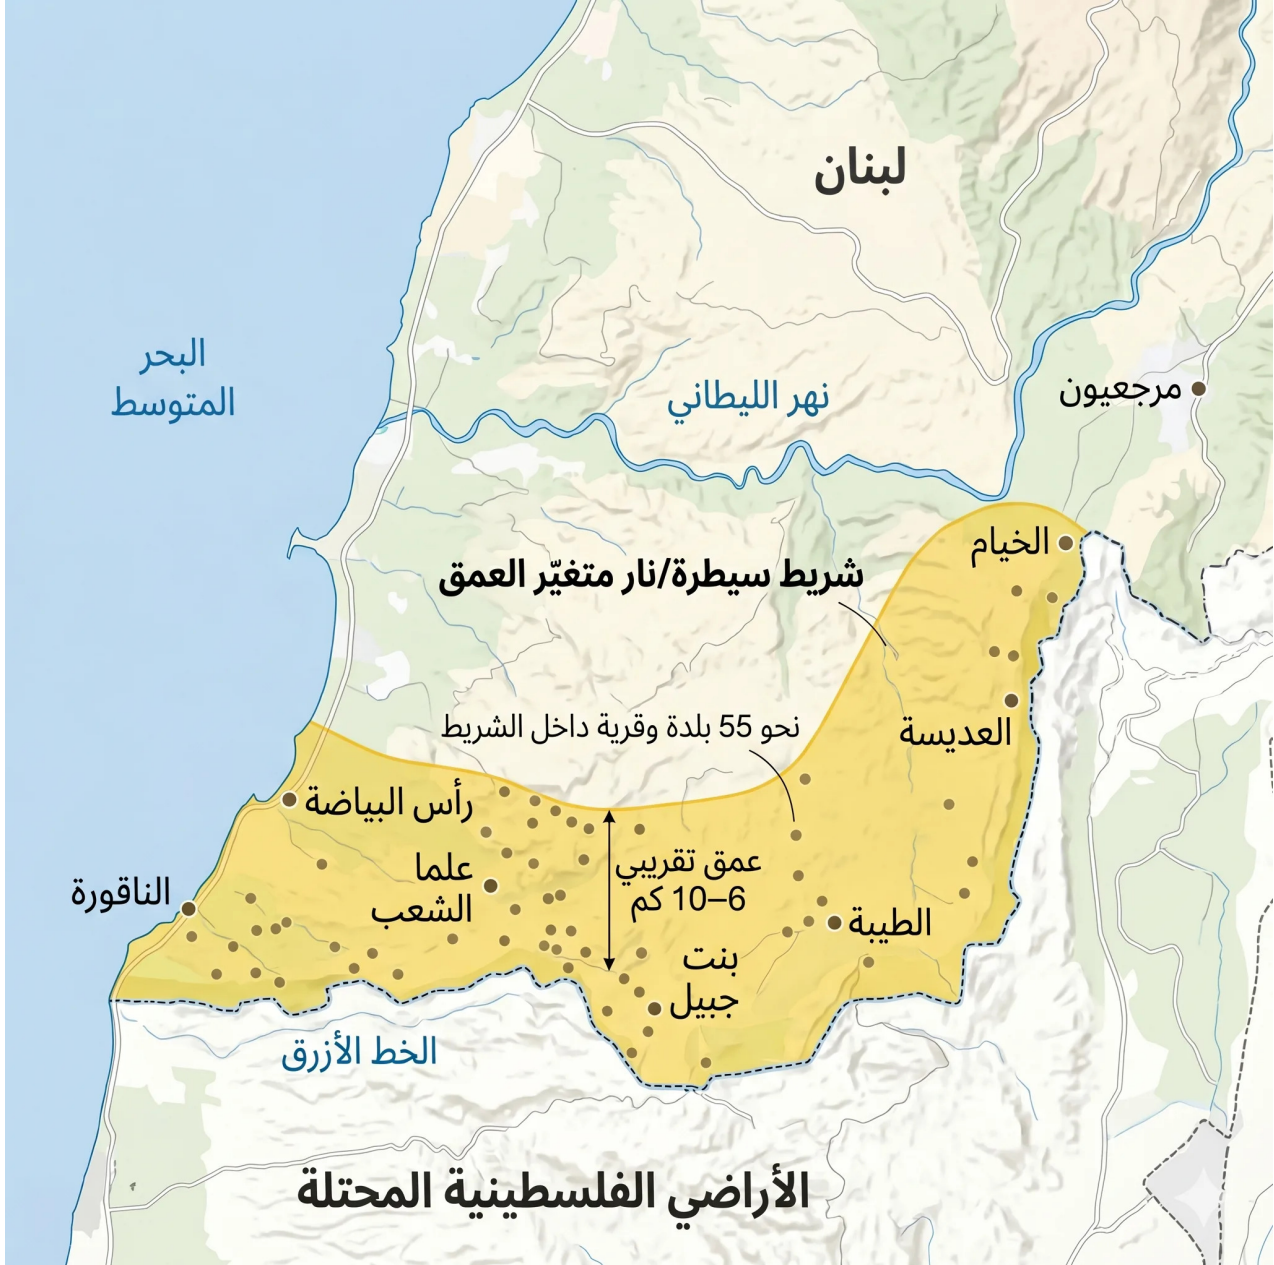 لبنان
البحر
المتوسط
نهر الليطاني
مرجعيون
الخيام
شريط سيطرة/نار متغيّر العمق
نحو 55 بلدة وقرية داخل الشريط
العديسة
رأس البياضة
علما
الشعب
عمق تقريبي
6–10 كم
الناقورة
الطيبة
بنت
جبيل
الخط الأزرق
الأراضي الفلسطينية المحتلة